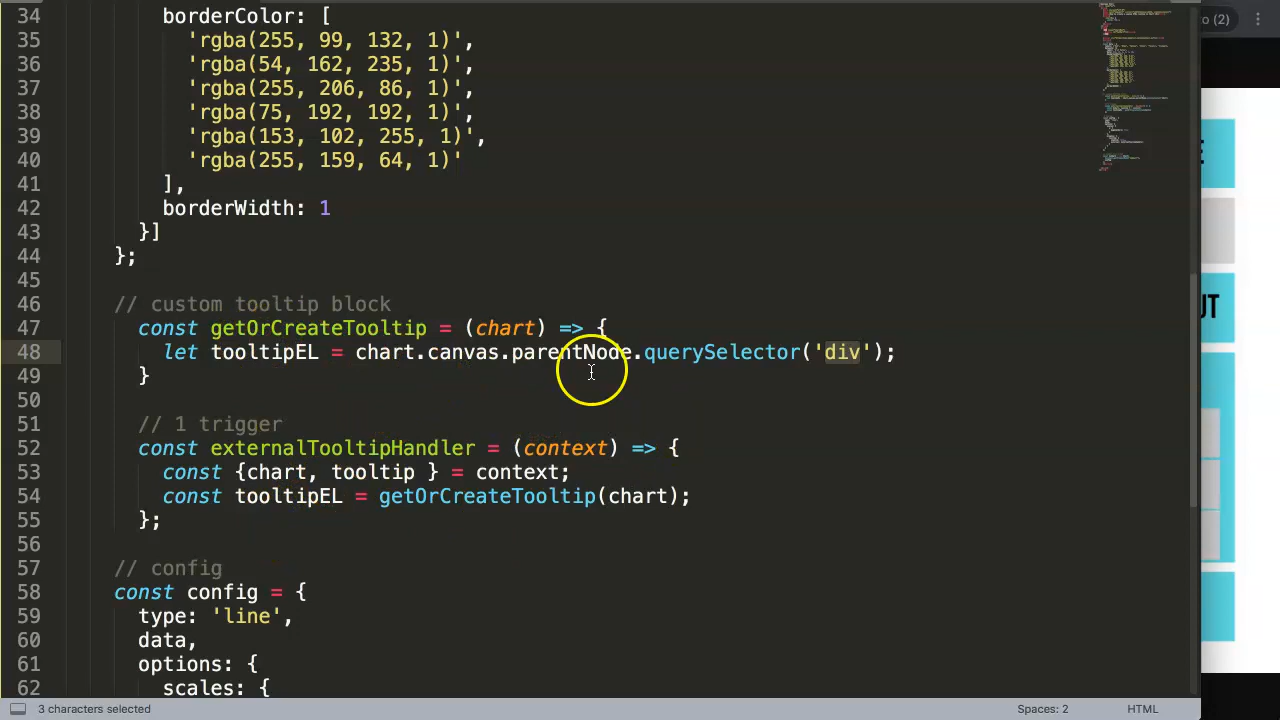 o (2)
34 borderColor: [
35 'rgba(255, 99, 132, 1)',
36 'rgba(54, 162, 235, 1)',
37 'rgba(255, 206, 86, 1)',
38 'rgba(75, 192, 192, 1)',
39 'rgba(153, 102, 255, 1)',
40 'rgba(255, 159, 64, 1)'
41 ],
42 borderWidth: 1
43 }]
44 };
45
46 // custom tooltip block
47 const getOrCreateTooltip = (chart) => {
48 let tooltipEL = chart.canvas.parentNode.querySelector('div');
49 }
50
51 // 1 trigger
52 const externalTooltipHandler = (context) => {
53 const {chart, tooltip } = context;
54 const tooltipEL = getOrCreateTooltip(chart);
55 };
56
57 // config
58 const config = {
59 type: 'line',
60 data,
61 options: {
62 scales: {
3 characters selected
Spaces: 2
HTML